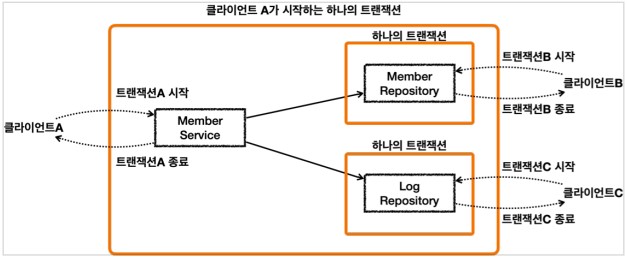 클라이언트 A가 시작하는 하나의 트랜잭션
하나의 트랜잭션
트랜잭션B 시작
Member
Repository
클라이언트B
트랜잭션B 종료
트랜잭션A 시작
클라이언트A
Member
Service
트랜잭션A 종료
하나의 트랜잭션
트랜잭션C 시작
Log
Repository
클라이언트C
트랜잭션C 종료